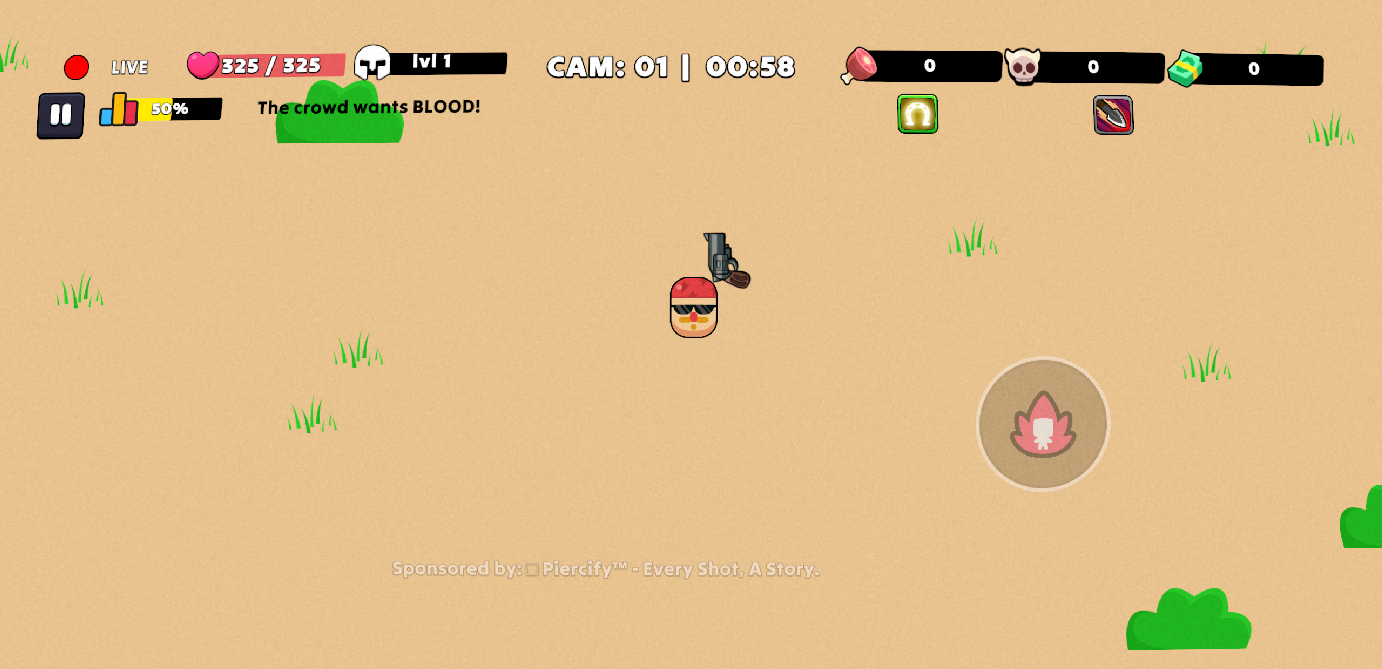 LIVE
325 / 325
lvl 1
CAM: 01 | 00:58
0
0
0
50%
The crowd wants BLOOD!
Sponsored by: □ Piercify™ - Every Shot, A Story.